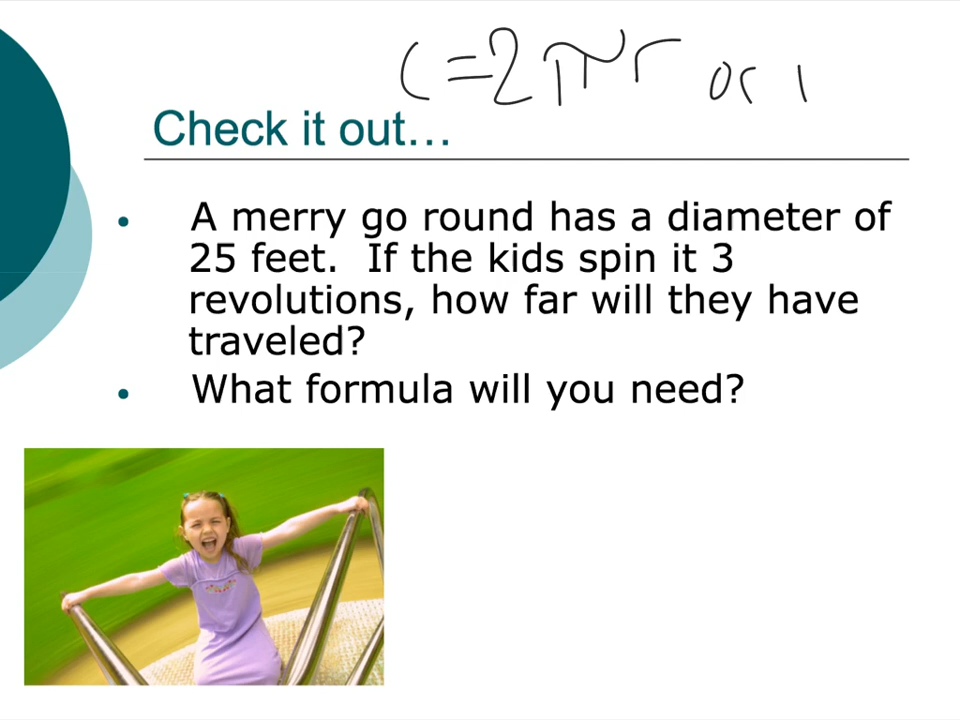 C=2πr or
Check it out...
• A merry go round has a diameter of
25 feet. If the kids spin it 3
revolutions, how far will they have
traveled?
• What formula will you need?